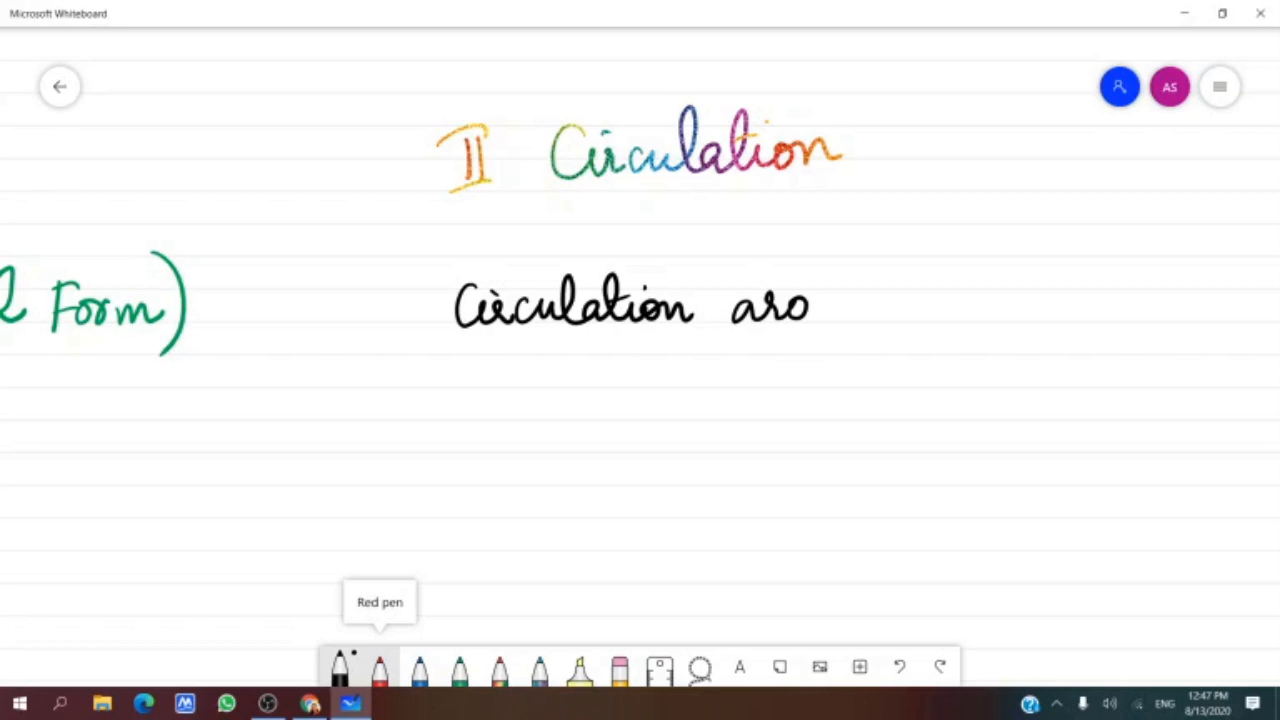 Microsoft Whiteboard
AS
II Circulation
Form)
Circulation aro
Red pen
A
ENG
12:47 PM
8/13/2020